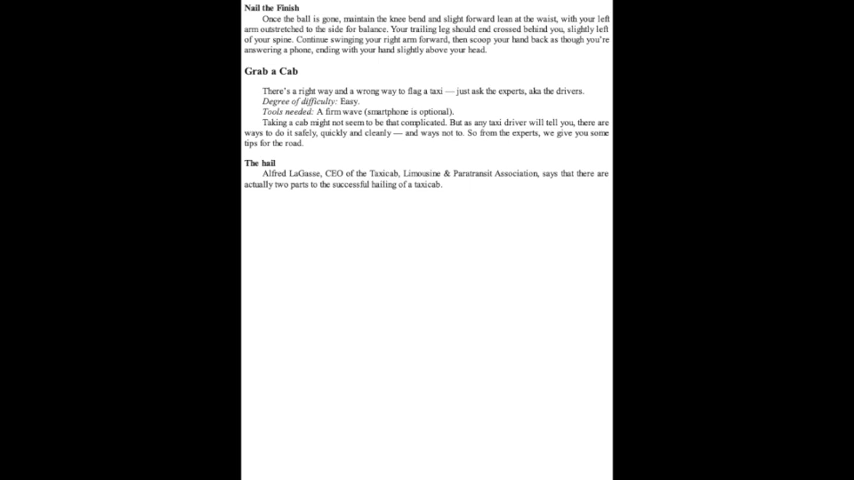 Nail the Finish
Once the ball is gone, maintain the knee bend and slight forward lean at the waist, with your left
arm outstretched to the side for balance. Your trailing leg should end crossed behind you, slightly left
of your spine. Continue swinging your right arm forward, then scoop your hand back as though you're
answering a phone, ending with your hand slightly above your head.
Grab a Cab
There's a right way and a wrong way to flag a taxi — just ask the experts, aka the drivers.
Degree of difficulty: Easy.
Tools needed: A firm wave (smartphone is optional).
Taking a cab might not seem to be that complicated. But as any taxi driver will tell you, there are
ways to do it safely, quickly and cleanly — and ways not to. So from the experts, we give you some
tips for the road.
The hail
Alfred LaGasse, CEO of the Taxicab, Limousine & Paratransit Association, says that there are
actually two parts to the successful hailing of a taxicab.